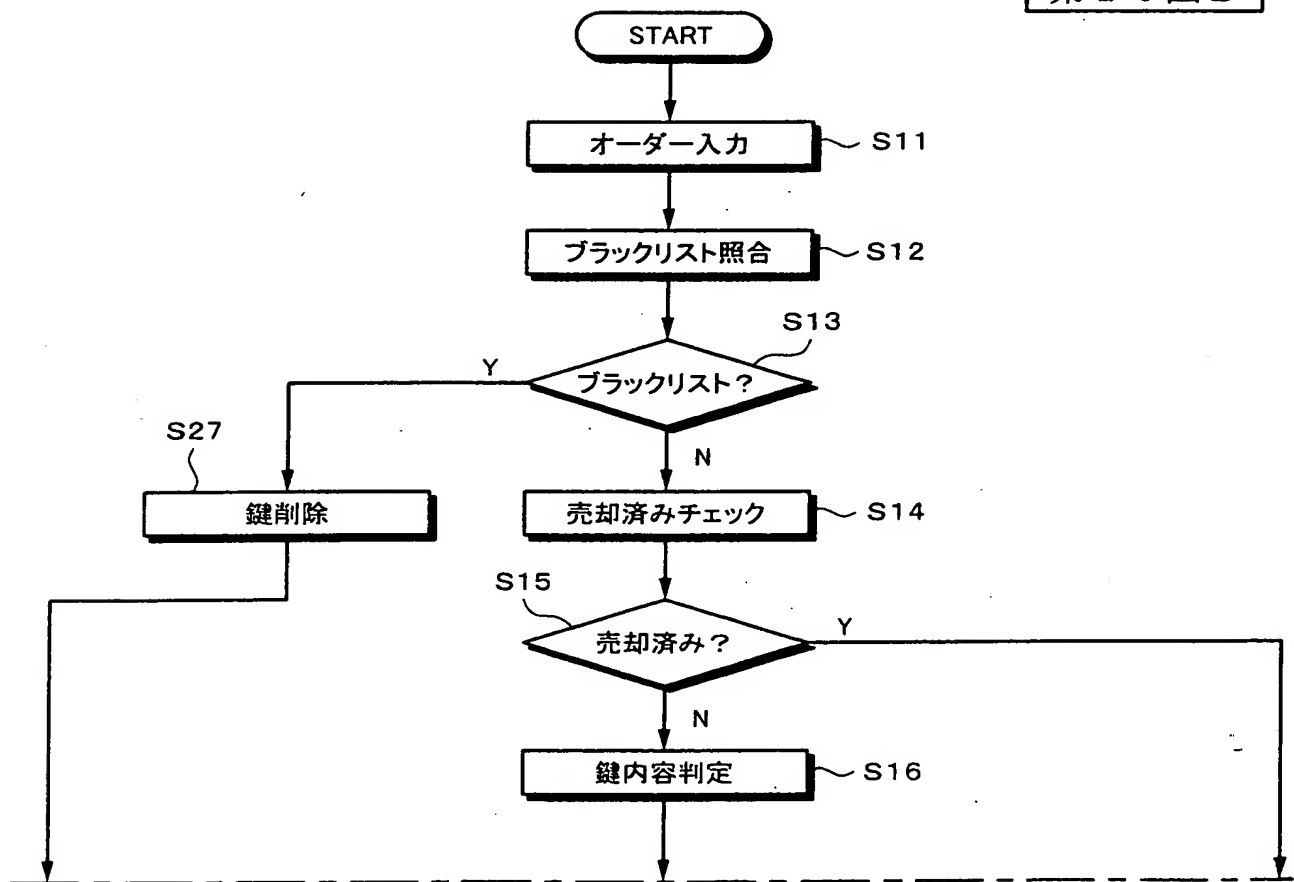 START
オーダー入力
S11
ブラックリスト照合
S12
S13
ブラックリスト？
Y
N
S27
鍵削除
売却済みチェック
S14
S15
売却済み？
Y
N
鍵内容判定
S16